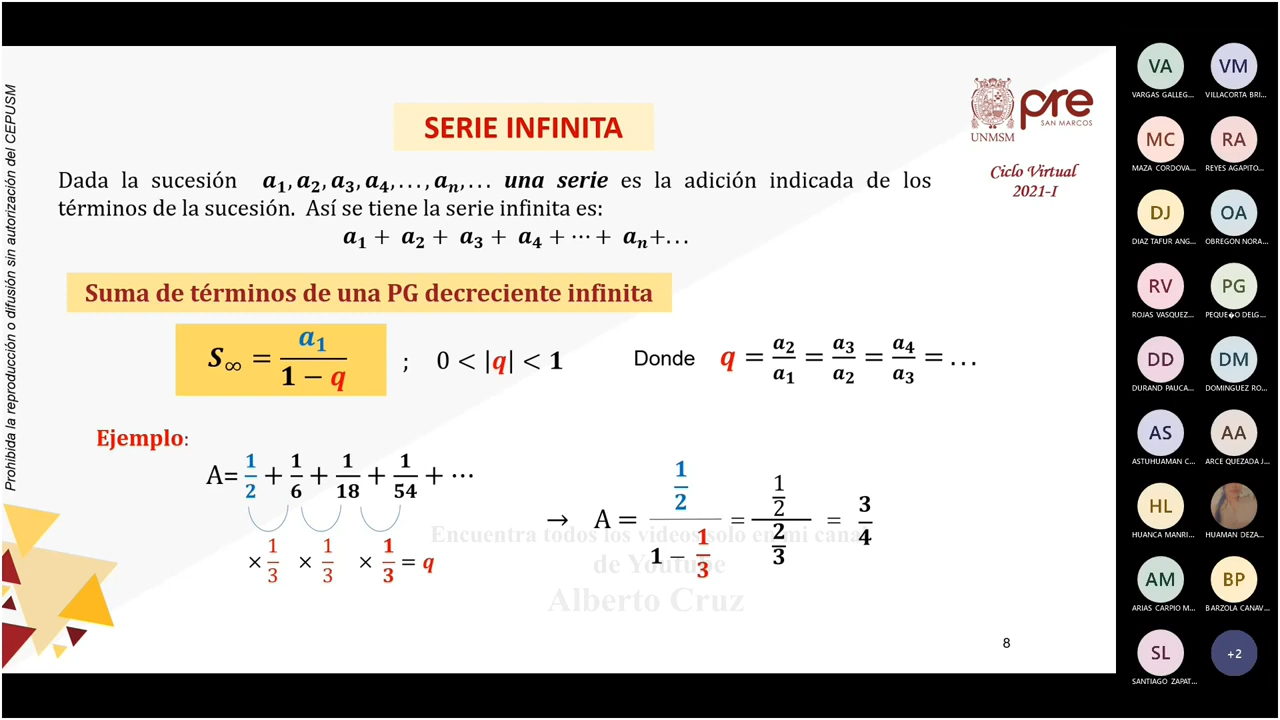 Prohibida la reproducción o difusión sin autorización del CEPUSM
SERIE INFINITA
UNMSM
pre
SAN MARCOS
Ciclo Virtual
2021-I
Dada la sucesión a₁, a₂, a₃, a₄, . . . , aₙ, . . . una serie es la adición indicada de los
términos de la sucesión. Así se tiene la serie infinita es:
a₁ + a₂ + a₃ + a₄ + ⋯ + aₙ+. . .
Suma de términos de una PG decreciente infinita
S∞ = a₁/(1 − q) ; 0 < |q| < 1 Donde q = a₂/a₁ = a₃/a₂ = a₄/a₃ = . . .
Ejemplo:
A= 1/2 + 1/6 + 1/18 + 1/54 + ⋯
× 1/3 × 1/3 × 1/3 = q
→ A = (1/2)/(1 − 1/3) = (1/2)/(2/3) = 3/4
Encuentra todos los videos solo en mi canal
de Youtube
Alberto Cruz
8
VA
VARGAS GALLEG...
VM
VILLACORTA BRI...
MC
MAZA CORDOVA...
RA
REYES AGAPITO...
DJ
DIAZ TAFUR ANG...
OA
OBREGON NORA...
RV
ROJAS VASQUEZ...
PG
PEQUE�O DELG...
DD
DURAND PAUCA...
DM
DOMINGUEZ RO...
AS
ASTUHUAMAN C...
AA
ARCE QUEZADA J...
HL
HUANCA MANRI...
HUAMAN DEZA...
AM
ARIAS CARPIO M...
BP
BARZOLA CANAV...
SL
SANTIAGO ZAPAT...
+2